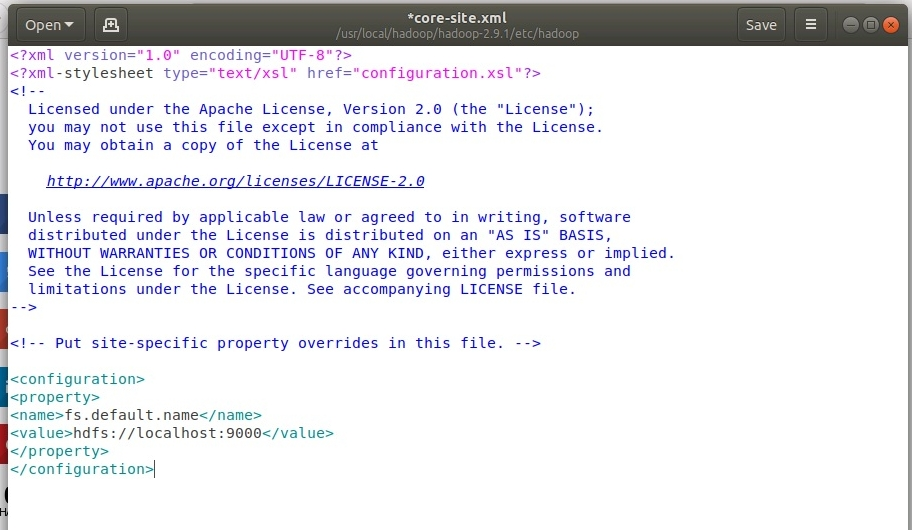 Open
*core-site.xml
/usr/local/hadoop/hadoop-2.9.1/etc/hadoop
Save
<?xml version="1.0" encoding="UTF-8"?>
<?xml-stylesheet type="text/xsl" href="configuration.xsl"?>
<!--
  Licensed under the Apache License, Version 2.0 (the "License");
  you may not use this file except in compliance with the License.
  You may obtain a copy of the License at

    http://www.apache.org/licenses/LICENSE-2.0

  Unless required by applicable law or agreed to in writing, software
  distributed under the License is distributed on an "AS IS" BASIS,
  WITHOUT WARRANTIES OR CONDITIONS OF ANY KIND, either express or implied.
  See the License for the specific language governing permissions and
  limitations under the License. See accompanying LICENSE file.
-->

<!-- Put site-specific property overrides in this file. -->

<configuration>
<property>
<name>fs.default.name</name>
<value>hdfs://localhost:9000</value>
</property>
</configuration>